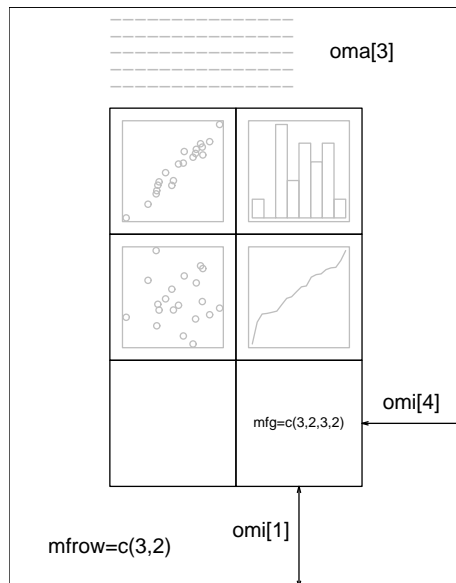 oma[3]
mfg=c(3,2,3,2)
omi[4]
omi[1]
mfrow=c(3,2)